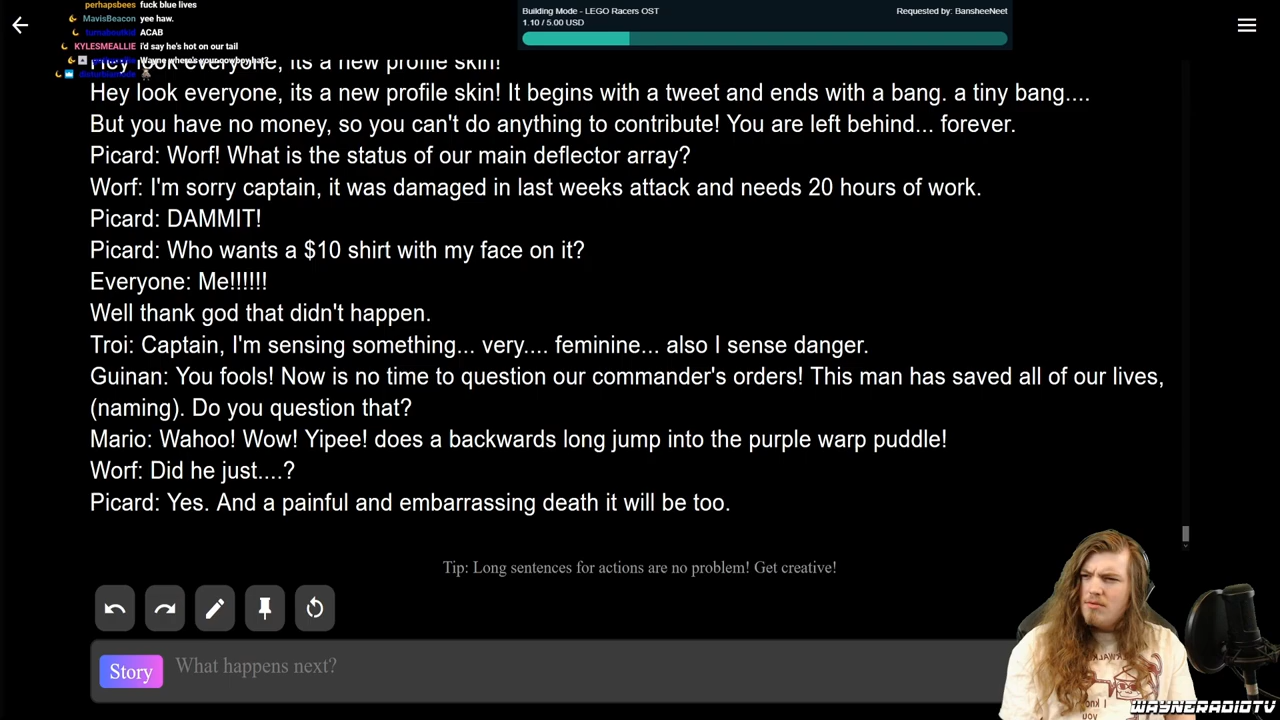 perhapsbees fuck blue lives
MavisBeacon yee haw.
turnaboutkid ACAB
KYLESMEALLIE I'd say he's hot on our tail
Wayne where's your cowboy hat?
Building Mode - LEGO Racers OST
Requested by: BansheeNeet
1.10 / 5.00 USD
Hey look everyone, its a new profile skin!
Hey look everyone, its a new profile skin! It begins with a tweet and ends with a bang. a tiny bang....
But you have no money, so you can't do anything to contribute! You are left behind... forever.
Picard: Worf! What is the status of our main deflector array?
Worf: I'm sorry captain, it was damaged in last weeks attack and needs 20 hours of work.
Picard: DAMMIT!
Picard: Who wants a $10 shirt with my face on it?
Everyone: Me!!!!!!
Well thank god that didn't happen.
Troi: Captain, I'm sensing something... very.... feminine... also I sense danger.
Guinan: You fools! Now is no time to question our commander's orders! This man has saved all of our lives,
(naming). Do you question that?
Mario: Wahoo! Wow! Yipee! does a backwards long jump into the purple warp puddle!
Worf: Did he just....?
Picard: Yes. And a painful and embarrassing death it will be too.
Tip: Long sentences for actions are no problem! Get creative!
Story What happens next?
WAYNERADIOTV